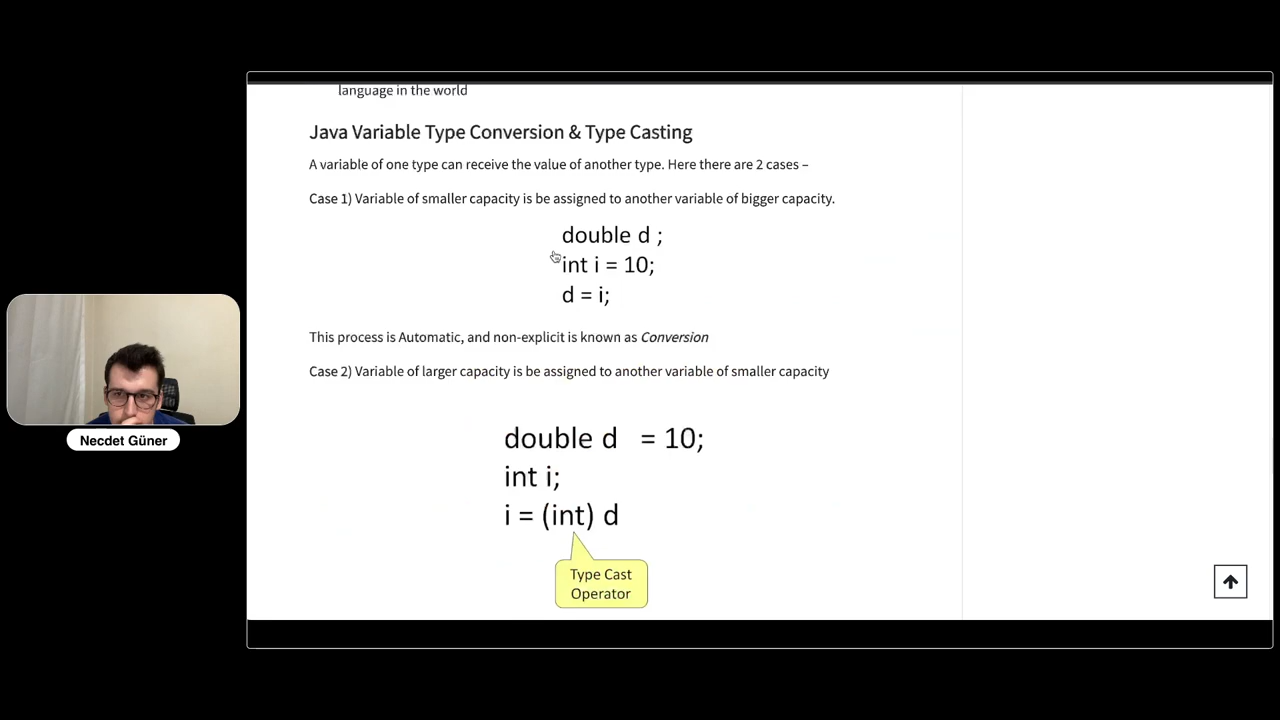 language in the world
Java Variable Type Conversion & Type Casting
A variable of one type can receive the value of another type. Here there are 2 cases –
Case 1) Variable of smaller capacity is be assigned to another variable of bigger capacity.
double d ;
int i = 10;
d = i;
This process is Automatic, and non-explicit is known as Conversion
Case 2) Variable of larger capacity is be assigned to another variable of smaller capacity
double d = 10;
int i;
i = (int) d
Type Cast
Operator
Necdet Güner